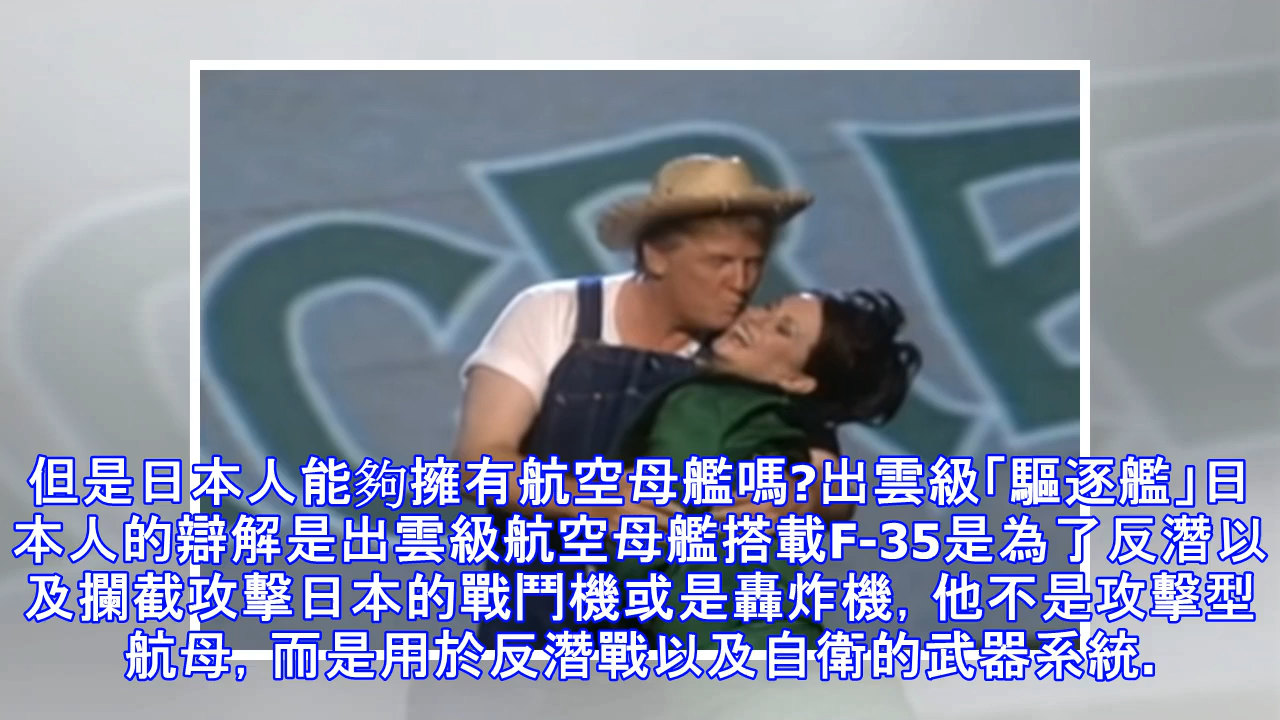 CRE
但是日本人能夠擁有航空母艦嗎?出雲級「驅逐艦」日
本人的辯解是出雲級航空母艦搭載F-35是為了反潛以
及攔截攻擊日本的戰鬥機或是轟炸機, 他不是攻擊型
航母, 而是用於反潛戰以及自衛的武器系統.